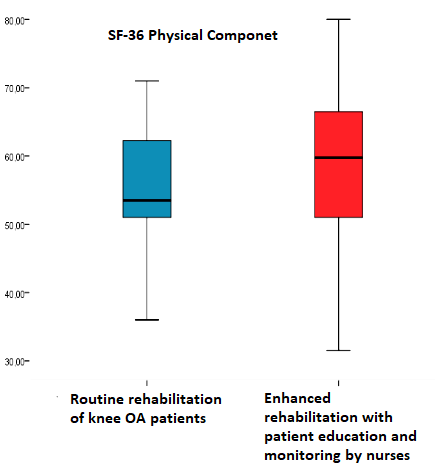 SF-36 Physical Componet
80,00
70,00
60,00
50,00
40,00
30,00
Routine rehabilitation
of knee OA patients
Enhanced
rehabilitation with
patient education and
monitoring by nurses